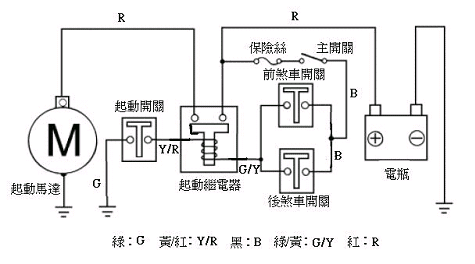 R
R
保險絲
主開關
前煞車開關
B
起動開關
M
Y/R
B
G/Y
G
起動馬達
起動繼電器
後煞車開關
電瓶
綠:G 黃/紅:Y/R 黑:B 綠/黃:G/Y 紅:R